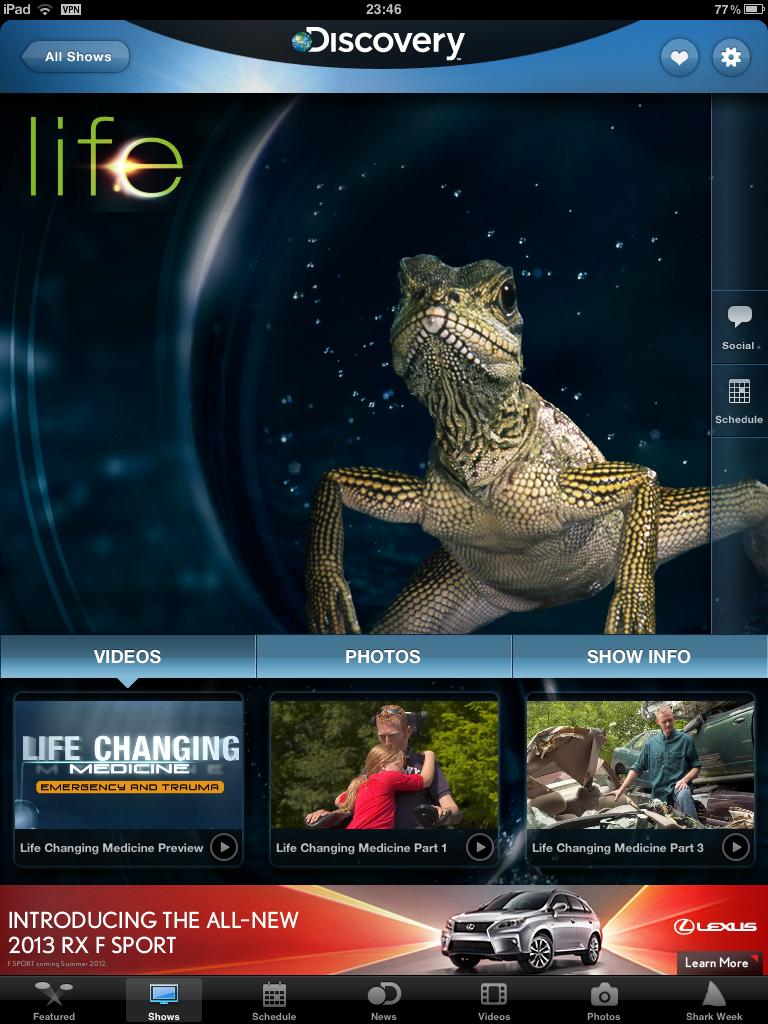 iPad VPN 23:46 77%
All Shows
Discovery
life
Social
Schedule
VIDEOS PHOTOS SHOW INFO
LIFE CHANGING
MEDICINE
EMERGENCY AND TRAUMA
Life Changing Medicine Preview
Life Changing Medicine Part 1
Life Changing Medicine Part 3
INTRODUCING THE ALL-NEW
2013 RX F SPORT
F SPORT coming Summer 2012.
LEXUS
Learn More
Featured Shows Schedule News Videos Photos Shark Week